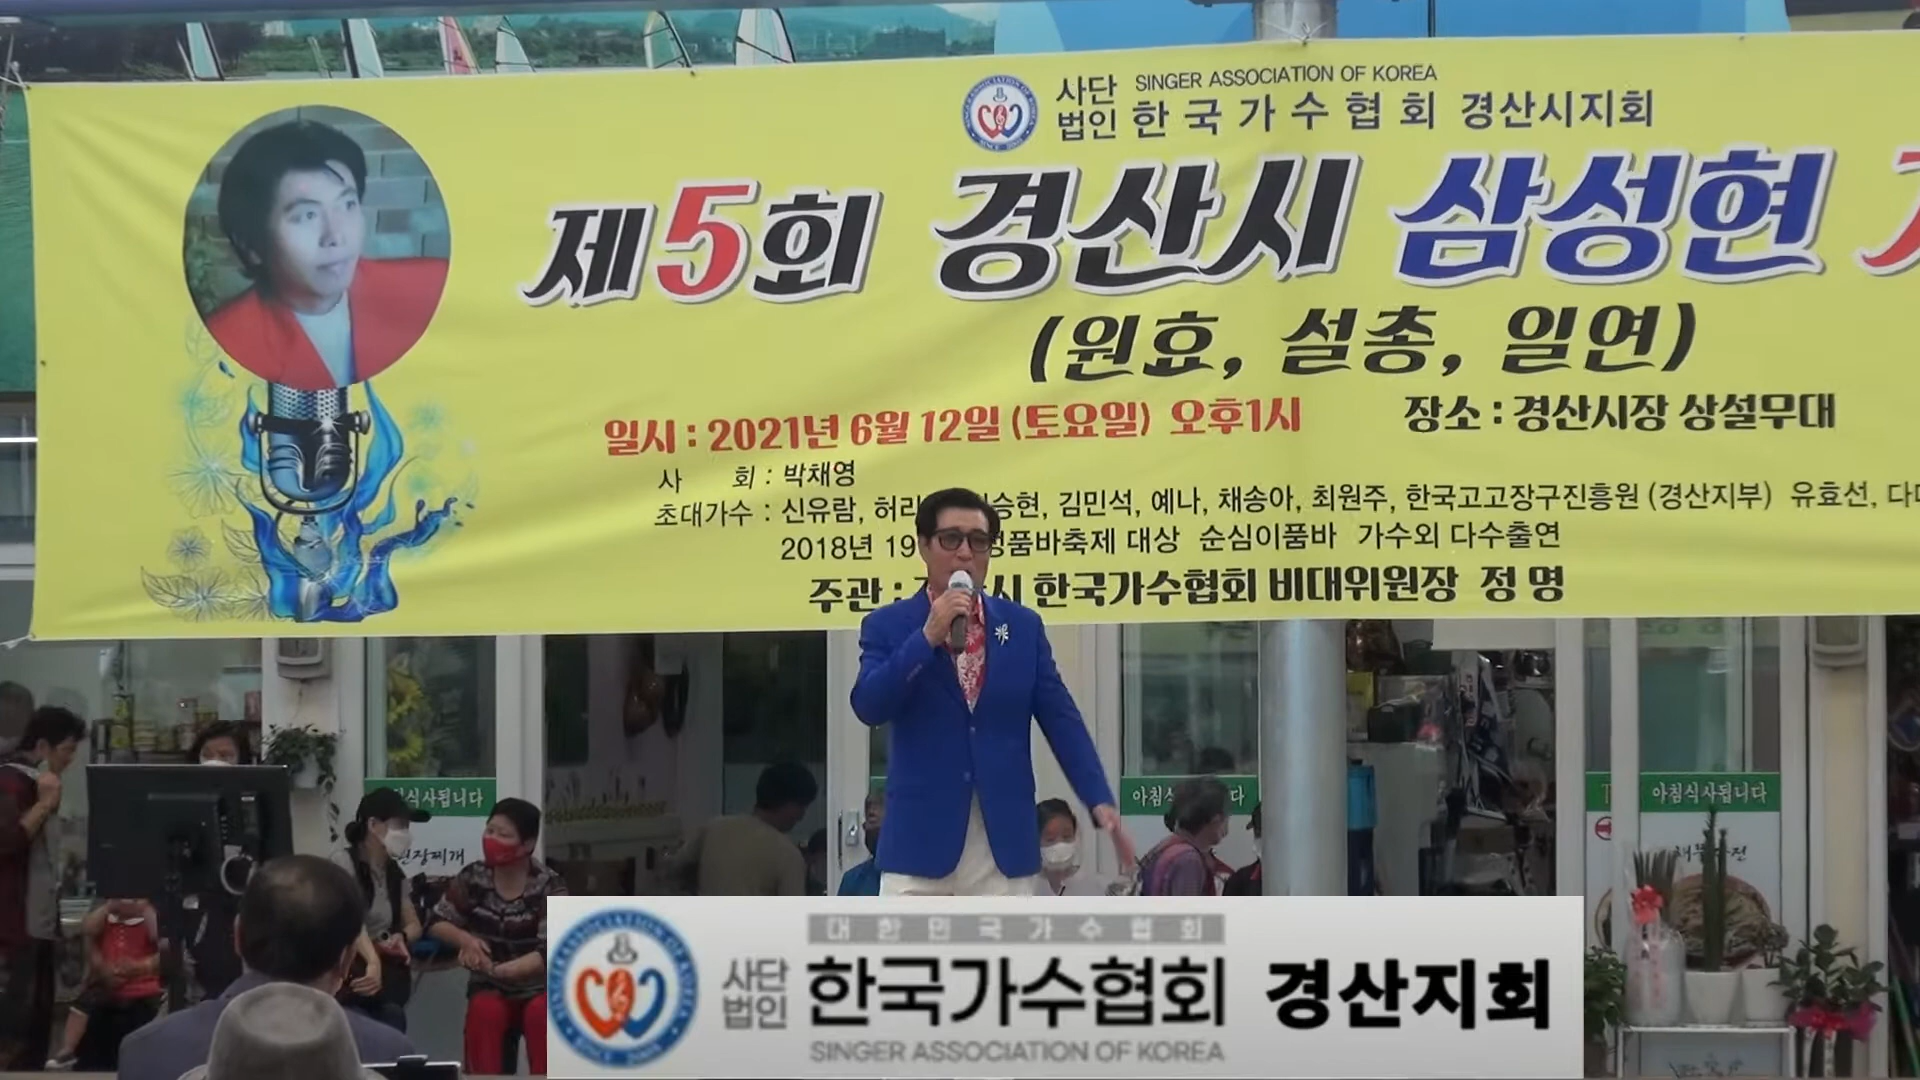 사단법인 SINGER ASSOCIATION OF KOREA
한국가수협회 경산시지회
제5회 경산시 삼성현
(원효, 설총, 일연)
일시 : 2021년 6월 12일 (토요일) 오후1시 장소 : 경산시장 상설무대
사 회 : 박채영
초대가수 : 신유람, 허리 승현, 김민석, 예나, 채송아, 최원주, 한국고고장구진흥원 (경산지부) 유효선,
2018년 19 품바축제 대상 순심이품바 가수외 다수출연
주관 : 시 한국가수협회 비대위원장 정 명
식사됩니다
아침
아침식사됩니다
된장찌개
대한민국가수협회
사단법인 한국가수협회 경산지회
SINGER ASSOCIATION OF KOREA